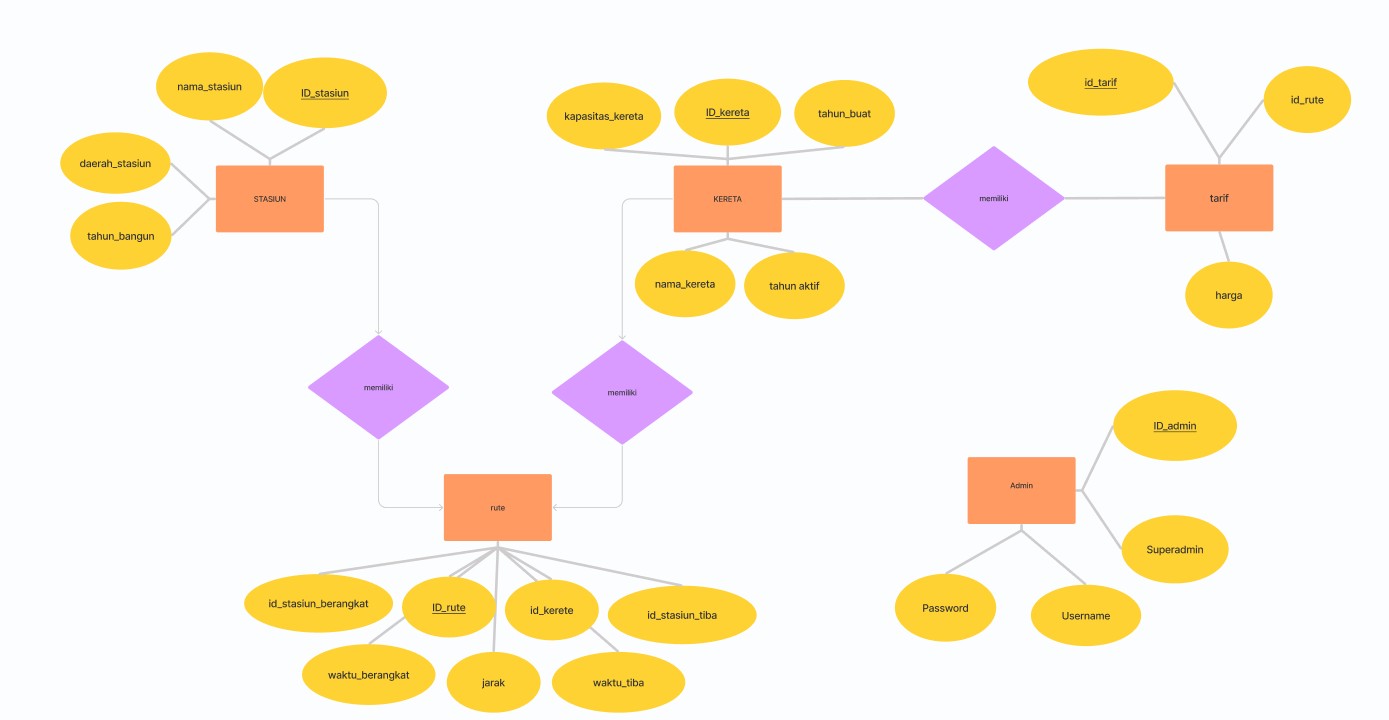 nama_stasiun
ID_stasiun
daerah_stasiun
tahun_bangun
STASIUN
kapasitas_kereta
ID_kereta
tahun_buat
KERETA
nama_kereta
tahun aktif
memiliki
id_tarif
id_rute
tarif
harga
memiliki
memiliki
rute
id_stasiun_berangkat
ID_rute
id_kerete
id_stasiun_tiba
waktu_berangkat
jarak
waktu_tiba
ID_admin
Admin
Superadmin
Password
Username